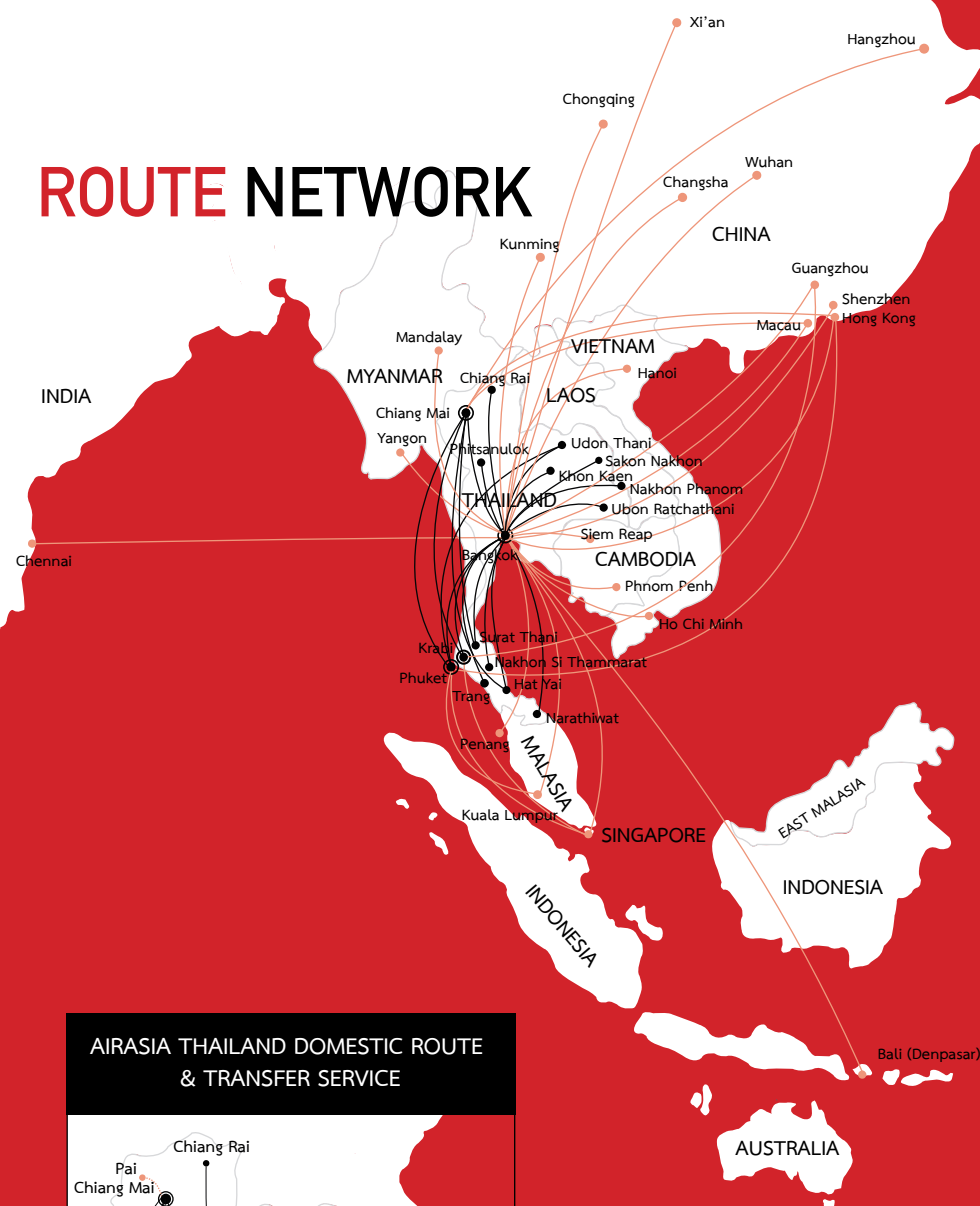 Xi'an
Hangzhou
Chongqing
Wuhan
Changsha
ROUTE NETWORK
CHINA
Kunming
Guangzhou
Shenzhen
Hong Kong
Macau
Mandalay
VIETNAM
Hanoi
MYANMAR
Chiang Rai
INDIA
LAOS
Chiang Mai
Yangon
Phitsanulok
Udon Thani
Sakon Nakhon
Khon Kaen
Nakhon Phanom
THAILAND
Ubon Ratchathani
Siem Reap
Bangkok
CAMBODIA
Chennai
Phnom Penh
Ho Chi Minh
Surat Thani
Krabi
Nakhon Si Thammarat
Phuket
Hat Yai
Trang
Narathiwat
Penang
MALASIA
EAST MALASIA
Kuala Lumpur
SINGAPORE
INDONESIA
INDONESIA
AIRASIA THAILAND DOMESTIC ROUTE
& TRANSFER SERVICE
Bali (Denpasar)
AUSTRALIA
Chiang Rai
Pai
Chiang Mai